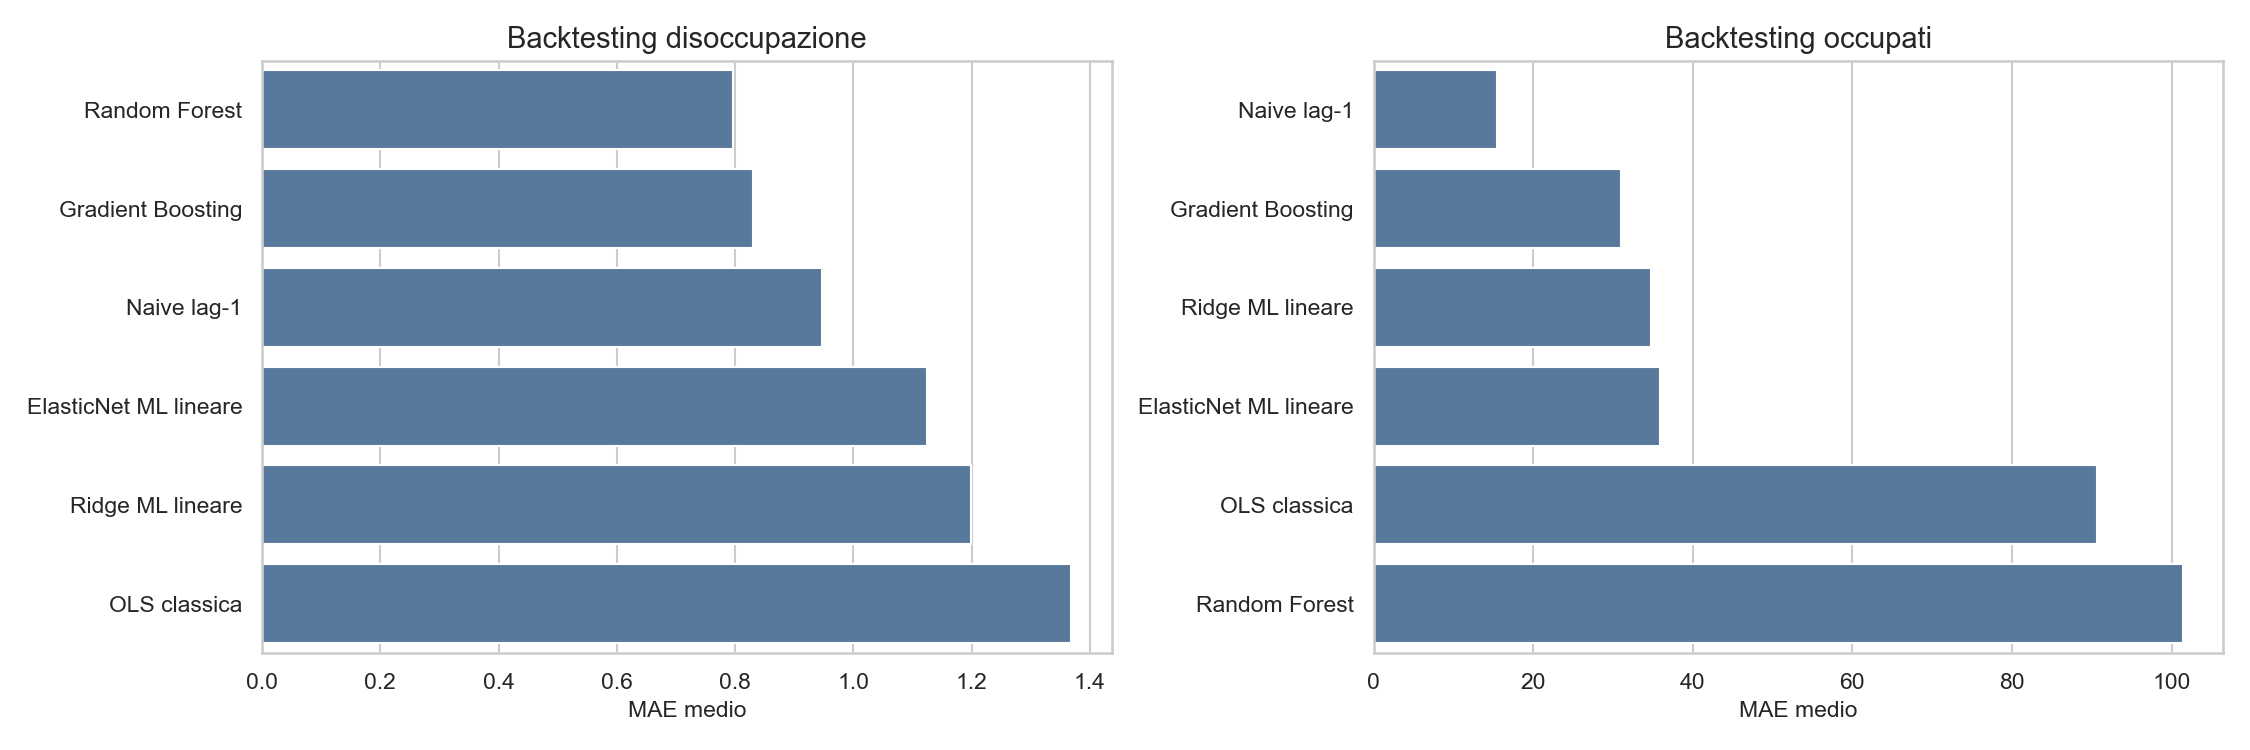 Backtesting disoccupazione
Random Forest
Gradient Boosting
Naive lag-1
ElasticNet ML lineare
Ridge ML lineare
OLS classica
0.0 0.2 0.4 0.6 0.8 1.0 1.2 1.4
MAE medio
Backtesting occupati
Naive lag-1
Gradient Boosting
Ridge ML lineare
ElasticNet ML lineare
OLS classica
Random Forest
0 20 40 60 80 100
MAE medio